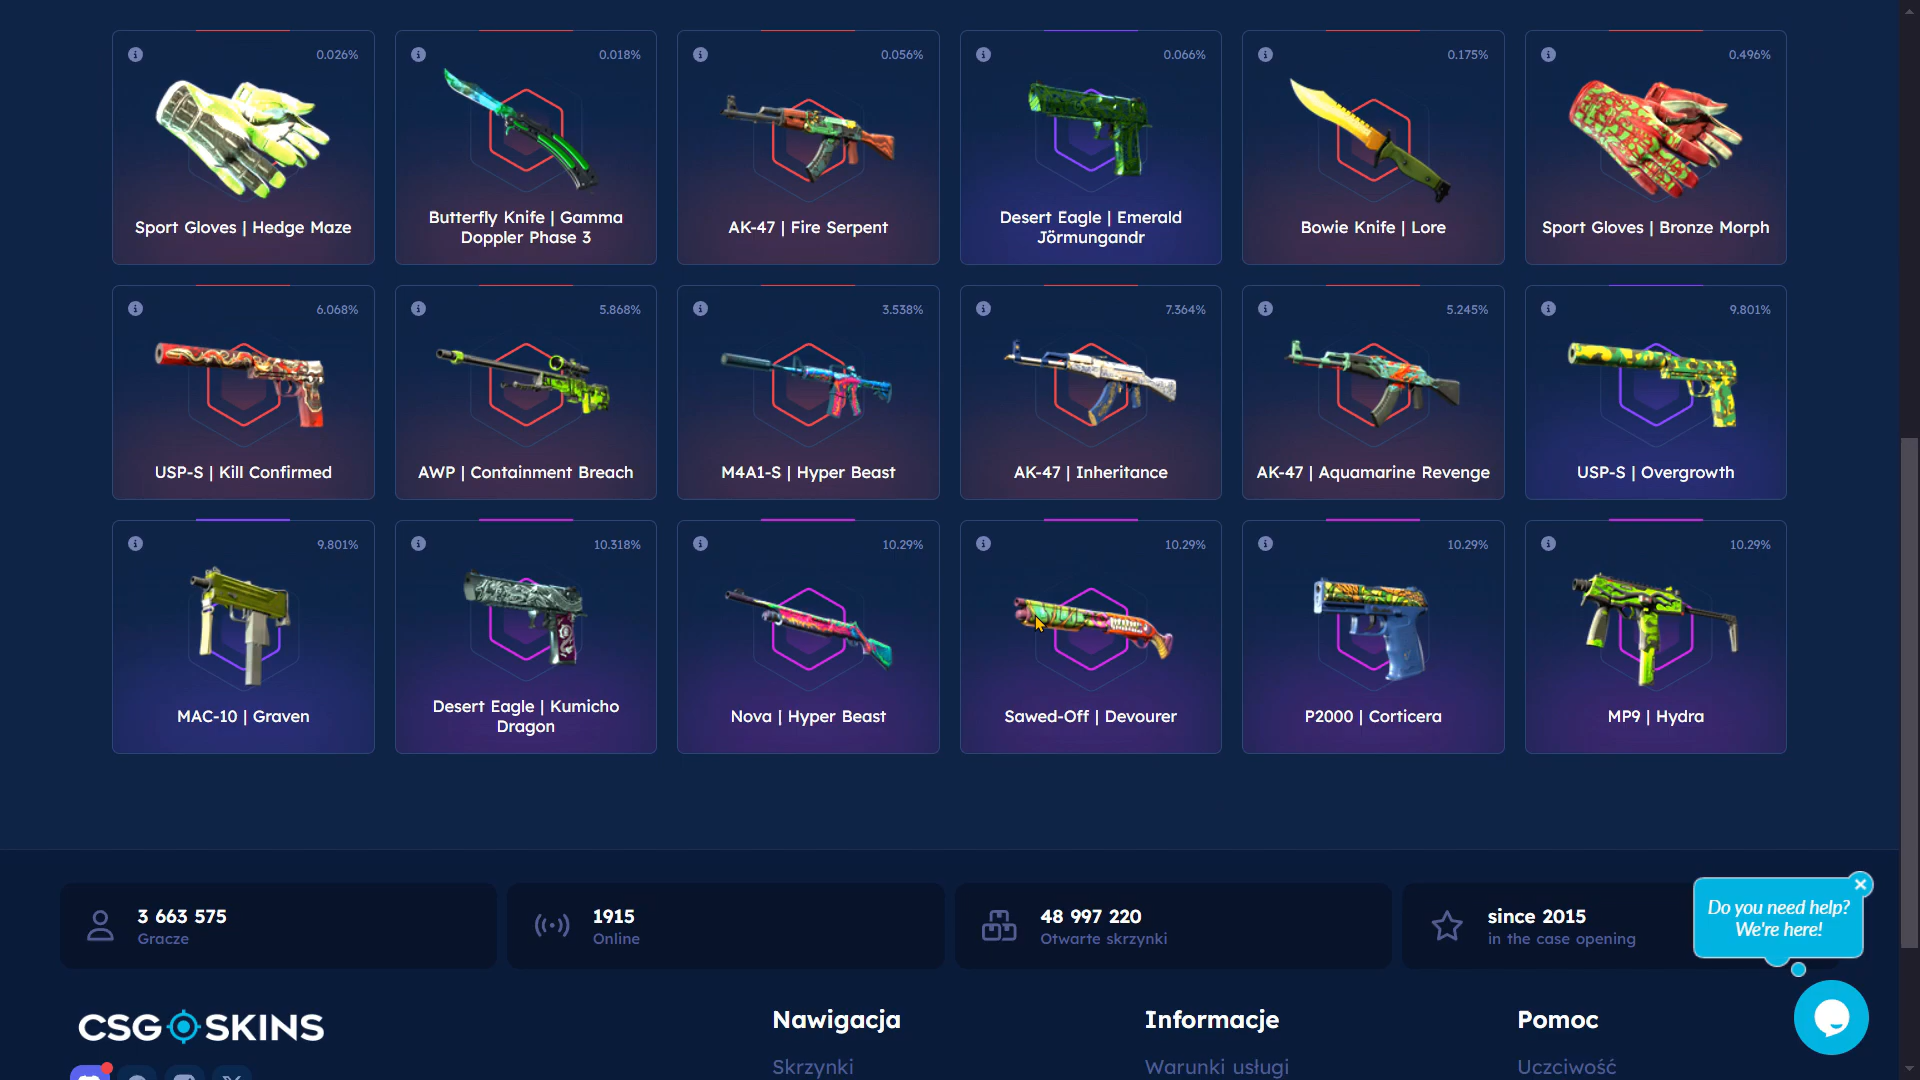 0.026%
0.018%
0.056%
0.066%
0.175%
0.496%
Sport Gloves | Hedge Maze
Butterfly Knife | Gamma
Doppler Phase 3
AK-47 | Fire Serpent
Desert Eagle | Emerald
Jörmungandr
Bowie Knife | Lore
Sport Gloves | Bronze Morph
6.068%
5.868%
3.538%
7.364%
5.245%
9.801%
USP-S | Kill Confirmed
AWP | Containment Breach
M4A1-S | Hyper Beast
AK-47 | Inheritance
AK-47 | Aquamarine Revenge
USP-S | Overgrowth
9.801%
10.318%
10.29%
10.29%
10.29%
10.29%
MAC-10 | Graven
Desert Eagle | Kumicho
Dragon
Nova | Hyper Beast
Sawed-Off | Devourer
P2000 | Corticera
MP9 | Hydra
3 663 575
Gracze
1915
Online
48 997 220
Otwarte skrzynki
since 2015
in the case opening
Do you need help?
We're here!
CSGOSKINS
Nawigacja
Informacje
Pomoc
Skrzynki
Warunki usługi
Uczciwość